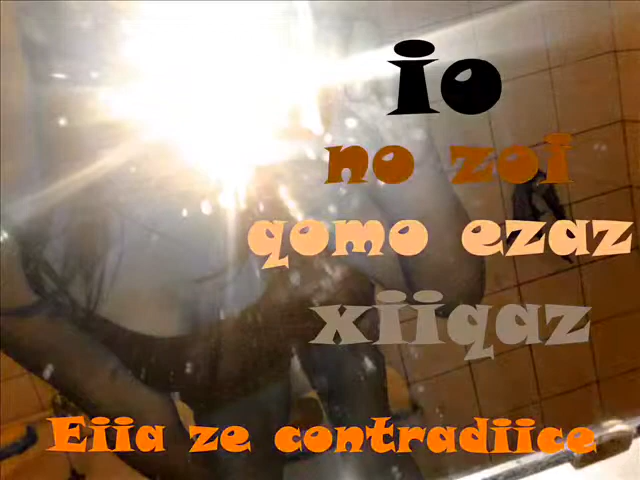 io
no zoi
qomo ezaz
xiiqaz
Eiia ze contradiice